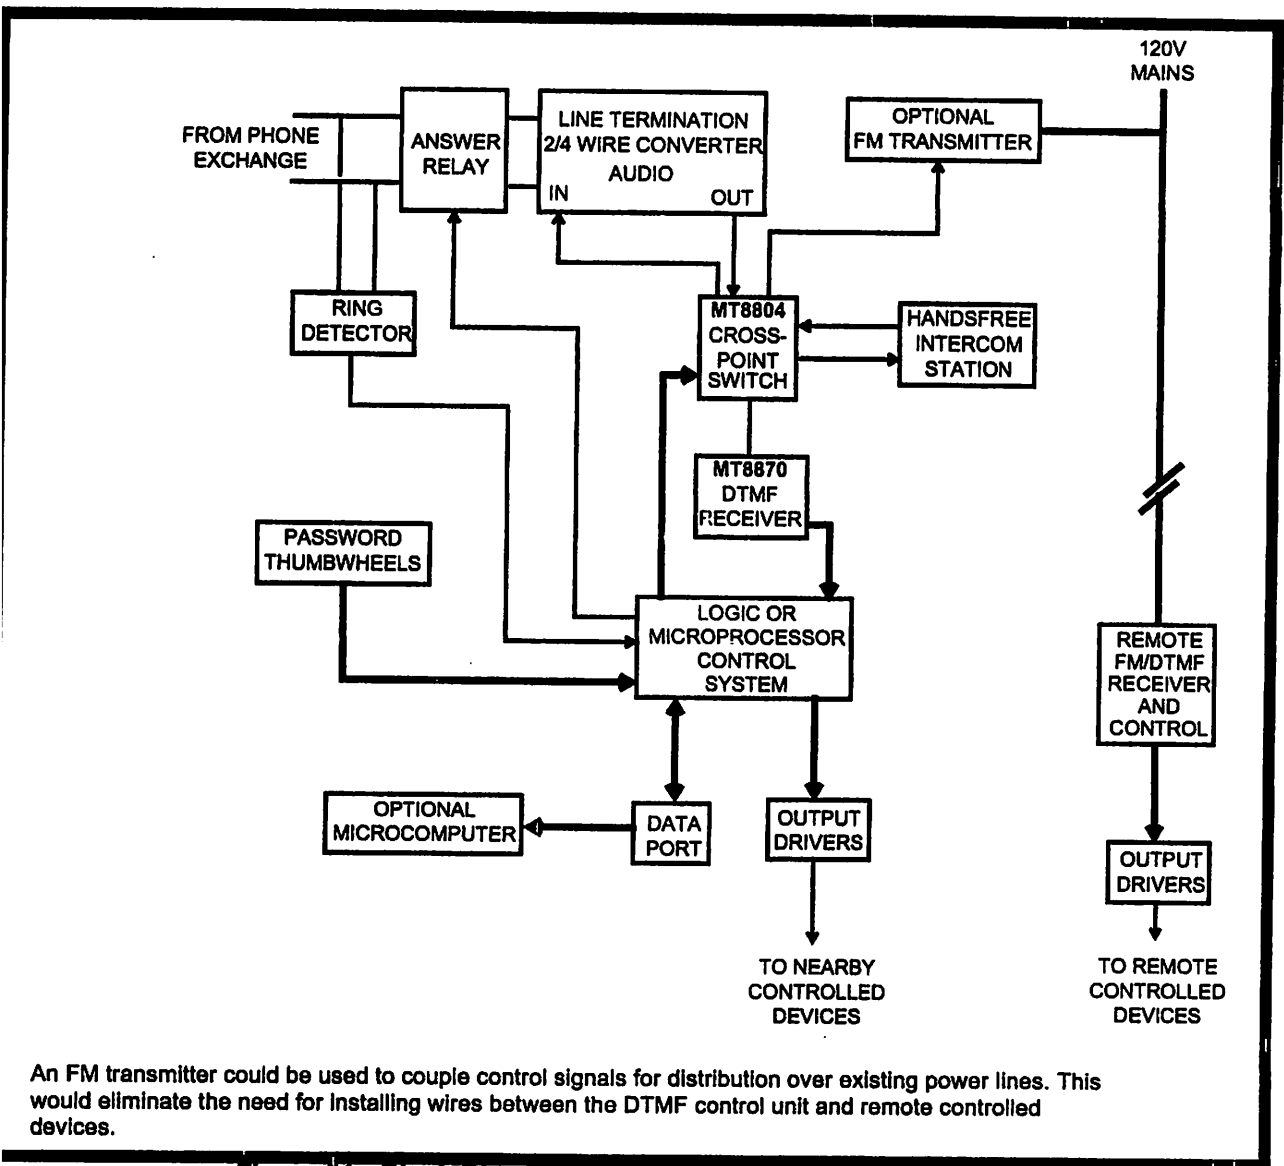 120V
MAINS
FROM PHONE
EXCHANGE
ANSWER
RELAY
LINE TERMINATION
2/4 WIRE CONVERTER
AUDIO
IN
OUT
OPTIONAL
FM TRANSMITTER
RING
DETECTOR
MT8804
CROSS-
POINT
SWITCH
HANDSFREE
INTERCOM
STATION
MT8870
DTMF
RECEIVER
PASSWORD
THUMBWHEELS
LOGIC OR
MICROPROCESSOR
CONTROL
SYSTEM
REMOTE
FM/DTMF
RECEIVER
AND
CONTROL
OPTIONAL
MICROCOMPUTER
DATA
PORT
OUTPUT
DRIVERS
OUTPUT
DRIVERS
TO NEARBY
CONTROLLED
DEVICES
TO REMOTE
CONTROLLED
DEVICES
An FM transmitter could be used to couple control signals for distribution over existing power lines. This
would eliminate the need for installing wires between the DTMF control unit and remote controlled
devices.